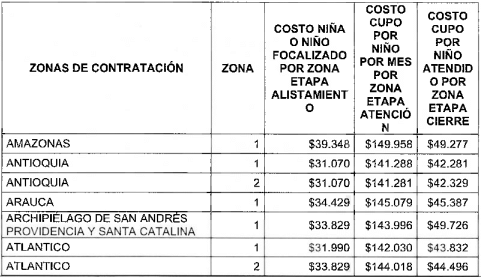 ZONAS DE CONTRATACIÓN
ZONA
COSTO NIÑA
O NIÑO
FOCALIZADO
POR ZONA
ETAPA
ALISTAMIENT
O
COSTO
CUPO
POR
NIÑO
POR MES
POR
ZONA
ETAPA
ATENCIÓ
N
COSTO
CUPO
POR
NIÑO
ATENDID
O POR
ZONA
ETAPA
CIERRE
AMAZONAS 1 $39.348 $149.958 $49.277
ANTIOQUIA 1 $31.070 $141.288 $42.281
ANTIOQUIA 2 $31.070 $141.281 $42.329
ARAUCA 1 $34.429 $145.079 $45.387
ARCHIPIÉLAGO DE SAN ANDRÉS
PROVIDENCIA Y SANTA CATALINA 1 $33.829 $143.996 $49.726
ATLANTICO 1 $31.990 $142.030 $43.832
ATLANTICO 2 $33.829 $144.018 $44.496